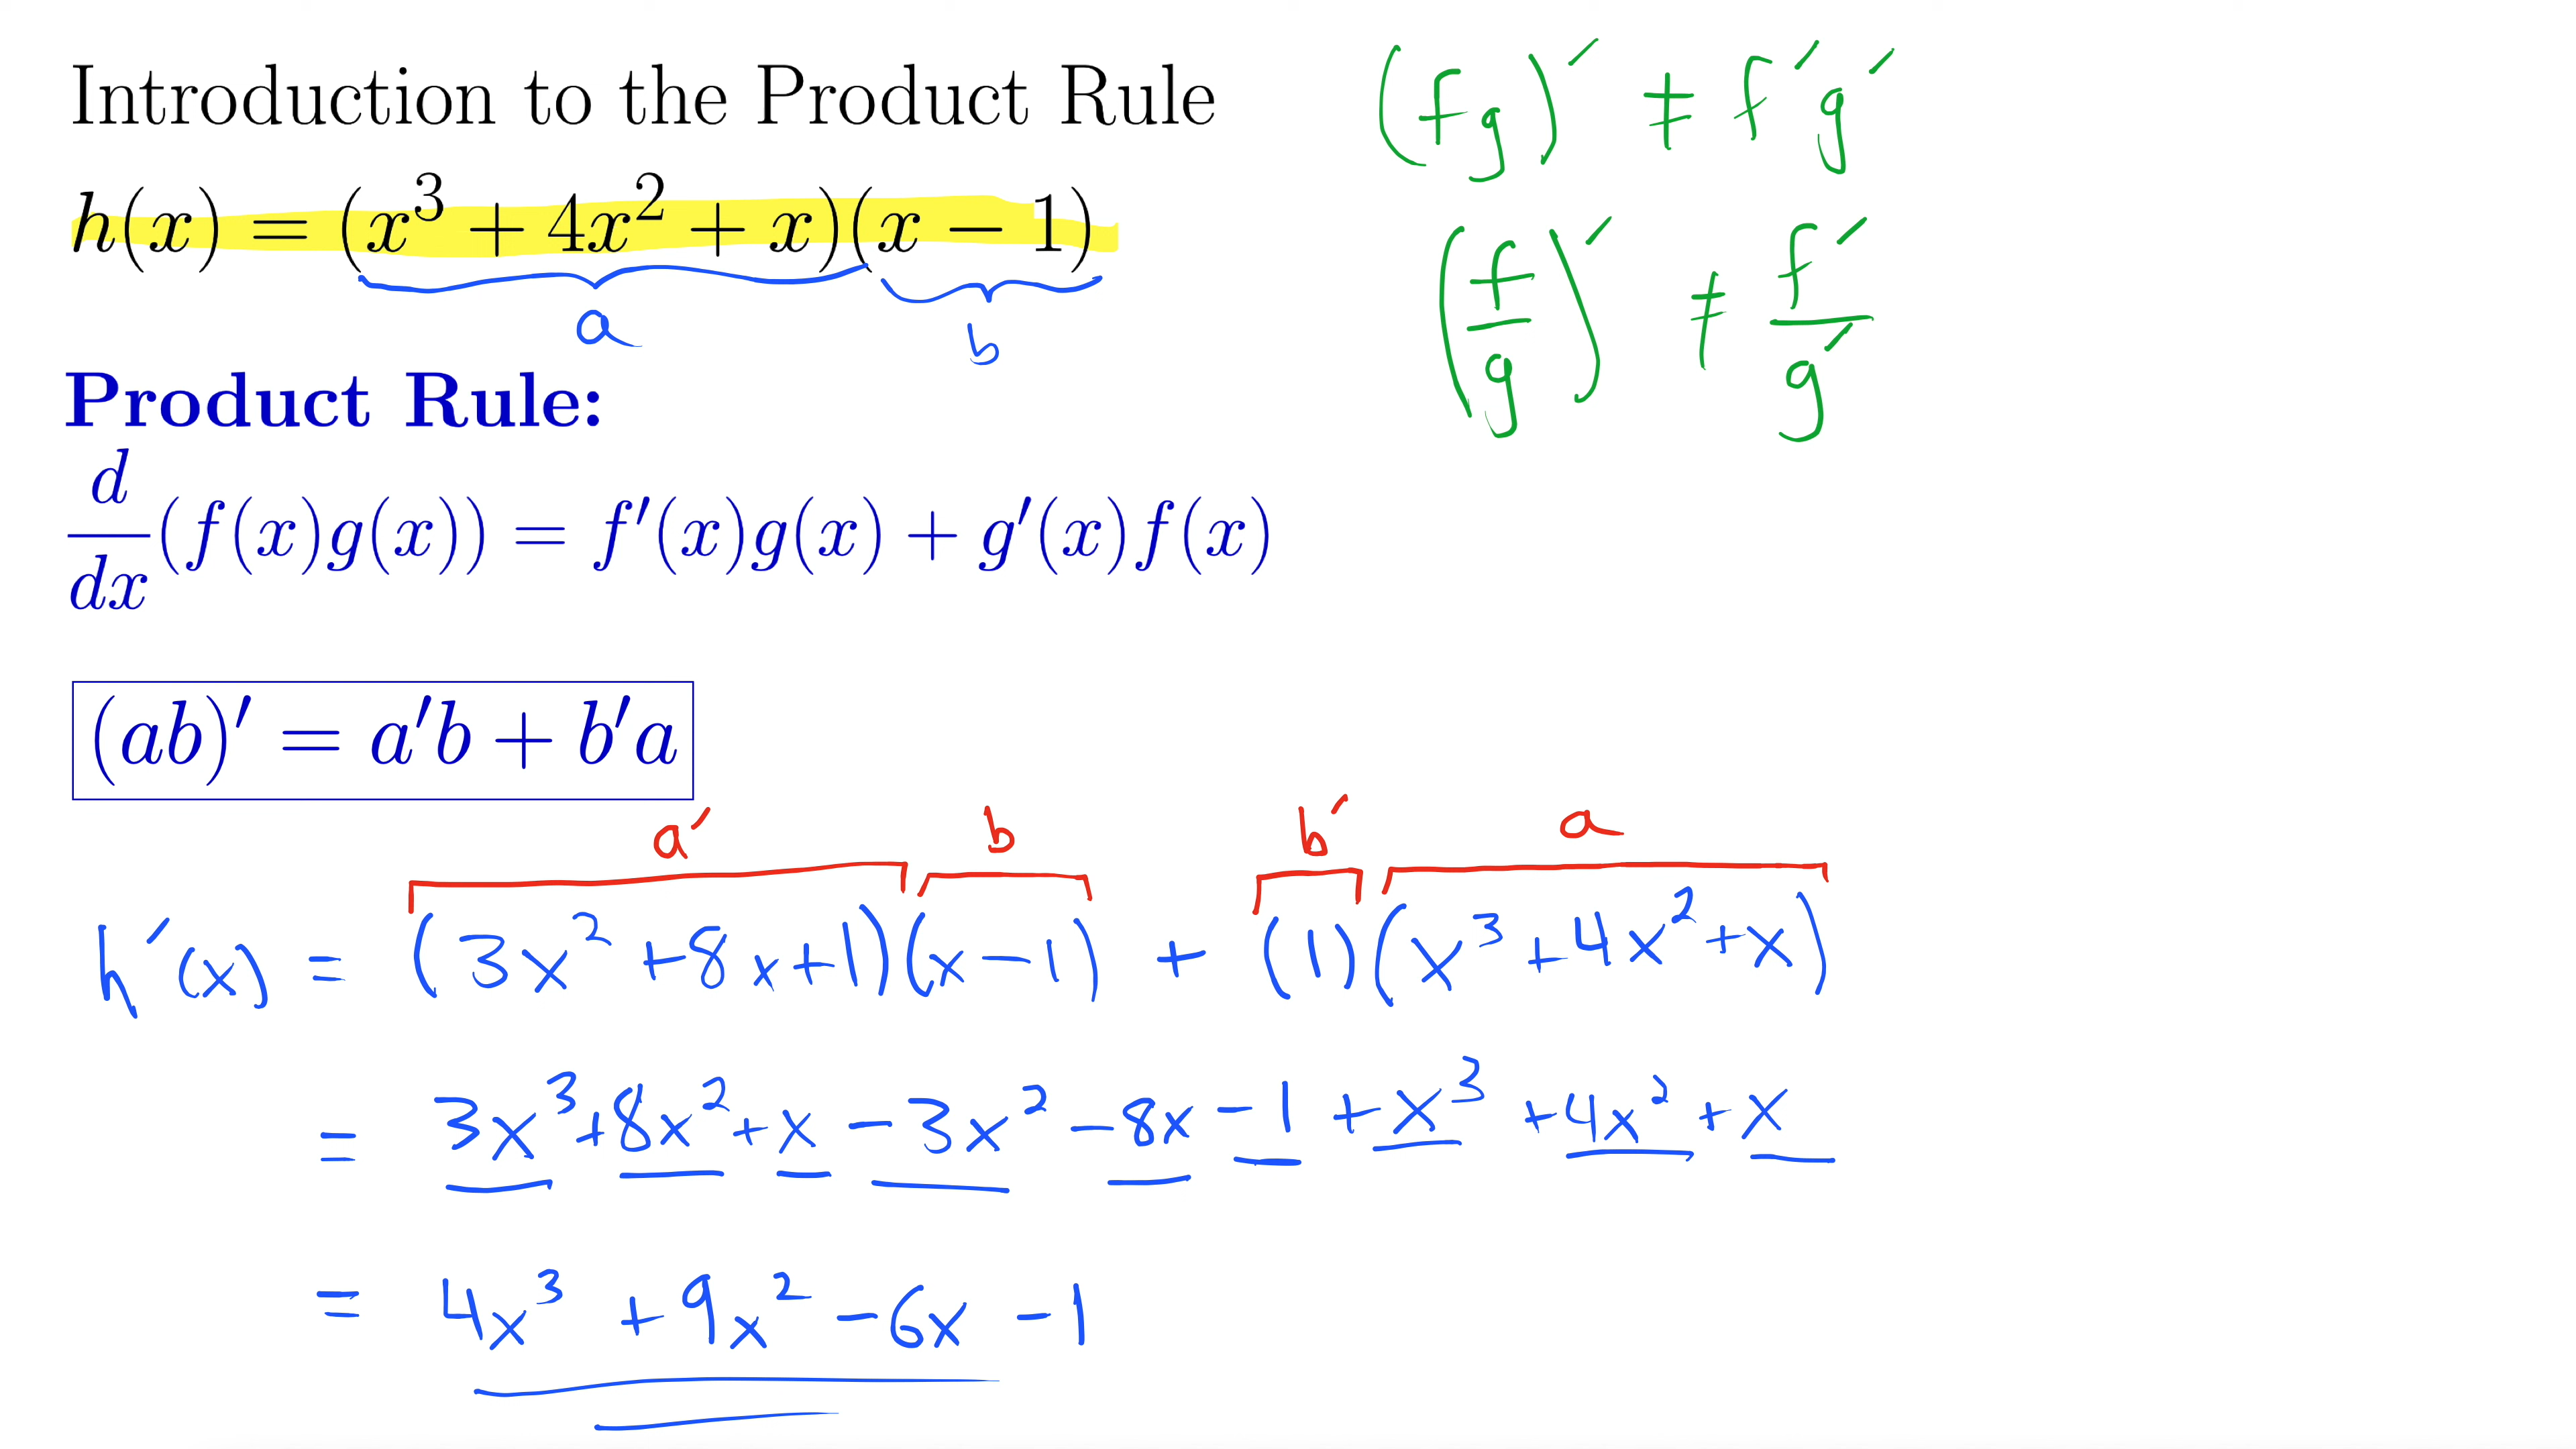 Introduction to the Product Rule
(fg)′ ≠ f′g′
h(x) = (x³ + 4x² + x)(x − 1)
a b
(f/g)′ ≠ f′/g′
Product Rule:
d/dx (f(x)g(x)) = f′(x)g(x) + g′(x)f(x)
(ab)′ = a′b + b′a
a′ b b′ a
h′(x) = (3x² + 8x + 1)(x − 1) + (1)(x³ + 4x² + x)
= 3x³ + 8x² + x − 3x² − 8x − 1 + x³ + 4x² + x
= 4x³ + 9x² − 6x − 1